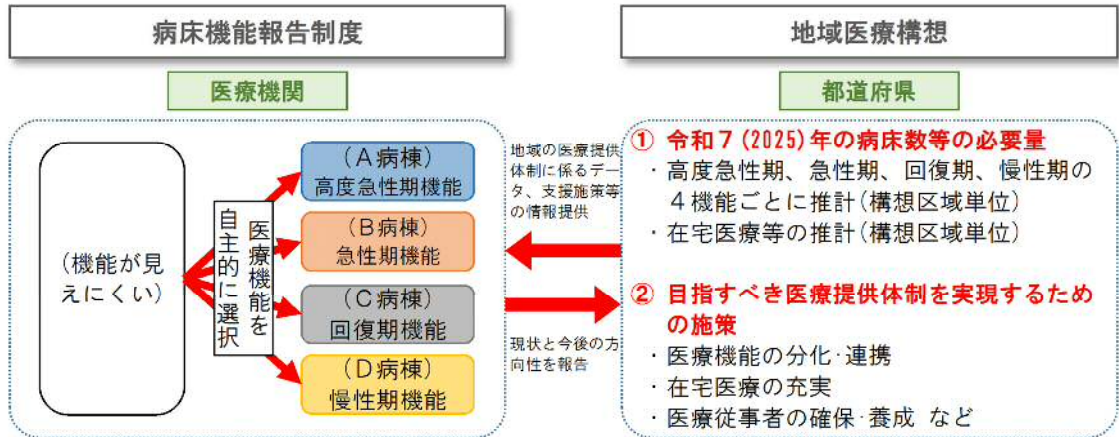 病床機能報告制度
医療機関
(機能が見
えにくい)
医療機能を
自主的に選択
(A病棟)
高度急性期機能
(B病棟)
急性期機能
(C病棟)
回復期機能
(D病棟)
慢性期機能
地域の医療提供
体制に係るデー
タ、支援施策等
の情報提供
現状と今後の方
向性を報告
地域医療構想
都道府県
① 令和7(2025)年の病床数等の必要量
・高度急性期、急性期、回復期、慢性期の
4機能ごとに推計(構想区域単位)
・在宅医療等の推計(構想区域単位)
② 目指すべき医療提供体制を実現するため
の施策
・医療機能の分化・連携
・在宅医療の充実
・医療従事者の確保・養成 など